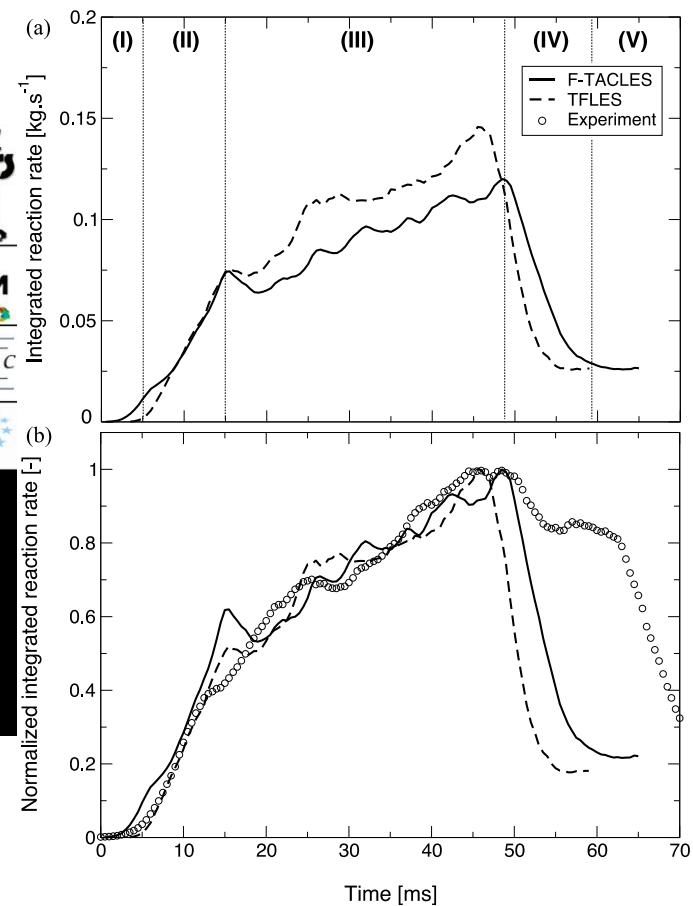 (a)
0.2
(I) (II) (III) (IV) (V)
F-TACLES
TFLES
Experiment
0.15
0.1
0.05
0
Integrated reaction rate [kg.s-1]
(b)
1
0.8
0.6
0.4
0.2
0
Normalized integrated reaction rate [-]
0 10 20 30 40 50 60 70
Time [ms]